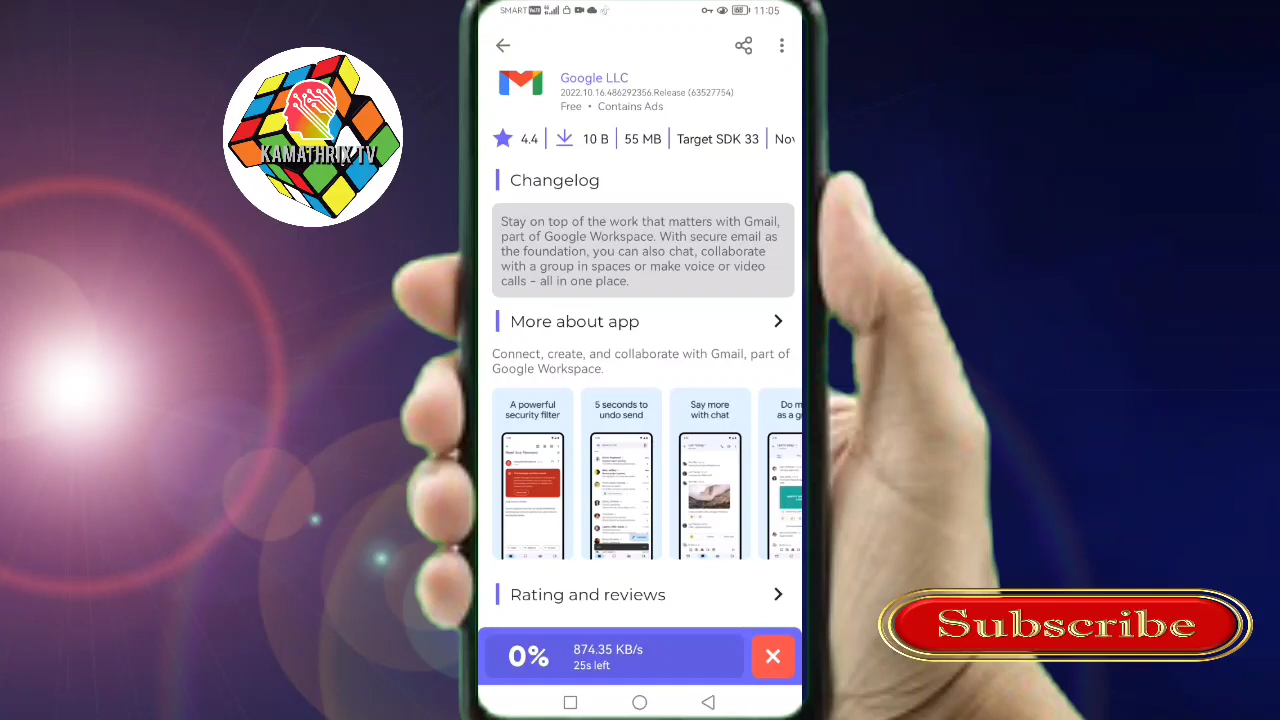 SMART
11:05
Google LLC
2022.10.16.486292356.Release (63527754)
Free • Contains Ads
4.4
10 B
55 MB
Target SDK 33
Nov
KAMATHRIX TV
Changelog
Stay on top of the work that matters with Gmail,
part of Google Workspace. With secure email as
the foundation, you can also chat, collaborate
with a group in spaces or make voice or video
calls – all in one place.
More about app
Connect, create, and collaborate with Gmail, part of
Google Workspace.
A powerful
security filter
5 seconds to
undo send
Say more
with chat
Do m
as a g
Rating and reviews
0%
874.35 KB/s
25s left
Subscribe